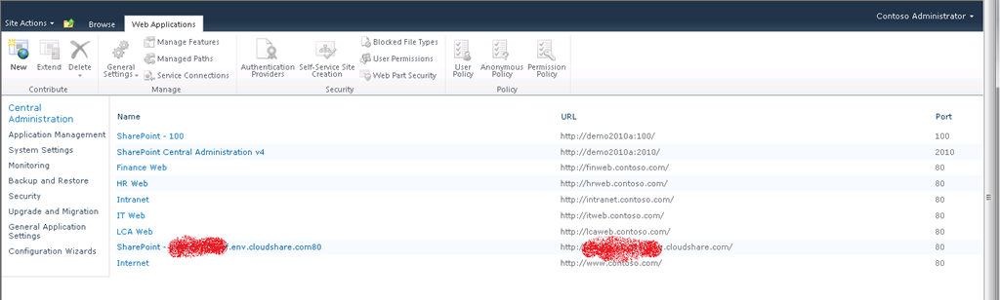 Site Actions Browse Web Applications Contoso Administrator
New Extend Delete General Settings Manage Features
Managed Paths
Service Connections
Authentication Providers Self-Service Site Creation Blocked File Types
User Permissions
Web Part Security
User Policy Anonymous Policy Permission Policy
Contribute Manage Security Policy
Central Administration
Application Management
System Settings
Monitoring
Backup and Restore
Security
Upgrade and Migration
General Application Settings
Configuration Wizards
Name URL Port
SharePoint - 100 http://demo2010a:100/ 100
SharePoint Central Administration v4 http://demo2010a:2010/ 2010
Finance Web http://finweb.contoso.com/ 80
HR Web http://hrweb.contoso.com/ 80
Intranet http://intranet.contoso.com/ 80
IT Web http://itweb.contoso.com/ 80
LCA Web http://lcaweb.contoso.com/ 80
SharePoint - .env.cloudshare.com80 http:/ .cloudshare.com/ 80
Internet http://www.contoso.com/ 80